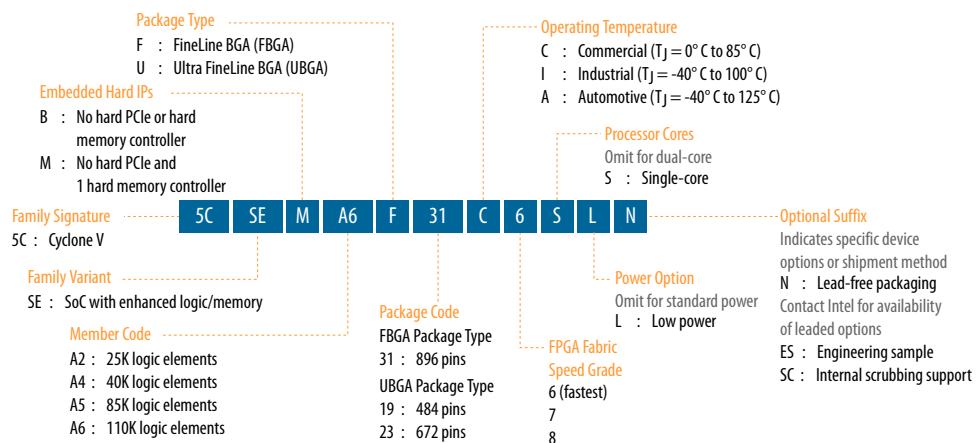 Package Type
F : FineLine BGA (FBGA)
U : Ultra FineLine BGA (UBGA)
Embedded Hard IPs
B : No hard PCIe or hard
memory controller
M : No hard PCIe and
1 hard memory controller
Operating Temperature
C : Commercial (TJ = 0° C to 85° C)
I : Industrial (TJ = -40° C to 100° C)
A : Automotive (TJ = -40° C to 125° C)
Processor Cores
Omit for dual-core
S : Single-core
5C SE M A6 F 31 C 6 S L N
Family Signature
5C : Cyclone V
Family Variant
SE : SoC with enhanced logic/memory
Member Code
A2 : 25K logic elements
A4 : 40K logic elements
A5 : 85K logic elements
A6 : 110K logic elements
Package Code
FBGA Package Type
31 : 896 pins
UBGA Package Type
19 : 484 pins
23 : 672 pins
FPGA Fabric
Speed Grade
6 (fastest)
7
8
Power Option
Omit for standard power
L : Low power
Optional Suffix
Indicates specific device
options or shipment method
N : Lead-free packaging
Contact Intel for availability
of leaded options
ES : Engineering sample
SC : Internal scrubbing support